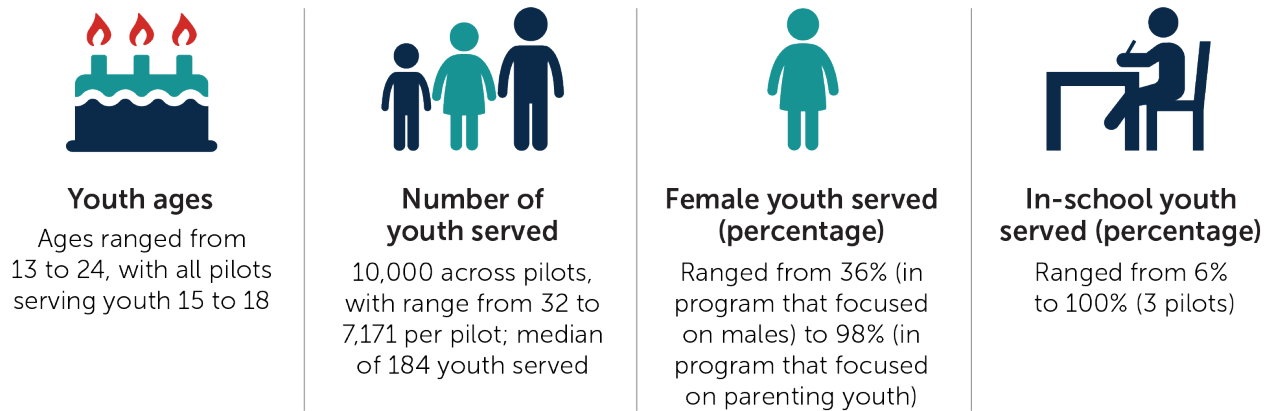 Youth ages
Ages ranged from
13 to 24, with all pilots
serving youth 15 to 18
Number of
youth served
10,000 across pilots,
with range from 32 to
7,171 per pilot; median
of 184 youth served
Female youth served
(percentage)
Ranged from 36% (in
program that focused
on males) to 98% (in
program that focused
on parenting youth)
In-school youth
served (percentage)
Ranged from 6%
to 100% (3 pilots)